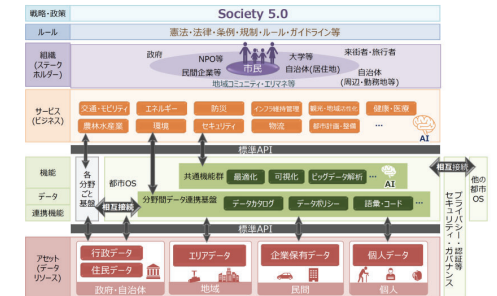 戦略・政策
Society 5.0
ルール
憲法・法律・条例・規制・ルール・ガイドライン等
組織
(ステーク
ホルダー)
政府
NPO等
大学等
来街者・旅行者
民間企業等
市民
自治体(居住地)
自治体
(周辺・勤務地等)
地域コミュニティ・エリマネ等
サービス
(ビジネス)
交通・モビリティ
エネルギー
防災
インフラ維持管理
観光・地域活性化
健康・医療
農林水産業
環境
セキュリティ
物流
都市計画・整備
…
AI
標準API
機能
データ
連携機能
各
分野
ごと
基盤
都市OS
相互接続
共通機能群
最適化
可視化
ビッグデータ解析
…
AI
分野間データ連携基盤
データカタログ
データポリシー
語彙・コード
…
プライバシー・認証等
セキュリティ・ガバナンス
相互接続
他の
都市
OS
標準API
アセット
(データ
リソース)
行政データ
住民データ
政府・自治体
エリアデータ
地域
企業保有データ
民間
個人データ
個人